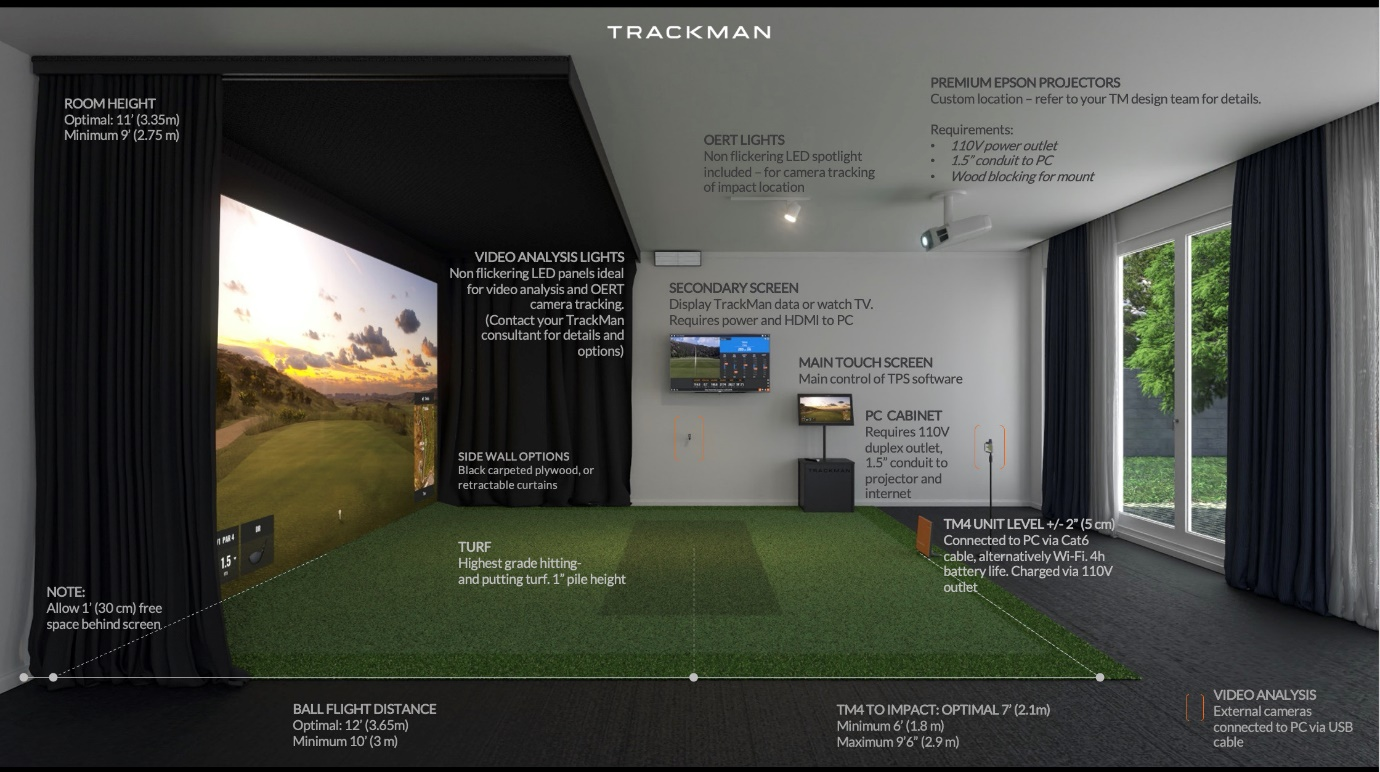 TRACKMAN
ROOM HEIGHT
Optimal: 11' (3.35m)
Minimum 9' (2.75 m)
PREMIUM EPSON PROJECTORS
Custom location – refer to your TM design team for details.
Requirements:
• 110V power outlet
• 1.5" conduit to PC
• Wood blocking for mount
OERT LIGHTS
Non flickering LED spotlight
included – for camera tracking
of impact location
VIDEO ANALYSIS LIGHTS
Non flickering LED panels ideal
for video analysis and OERT
camera tracking.
(Contact your TrackMan
consultant for details and
options)
SECONDARY SCREEN
Display TrackMan data or watch TV.
Requires power and HDMI to PC
MAIN TOUCH SCREEN
Main control of TPS software
PC CABINET
Requires 110V
duplex outlet,
1.5" conduit to
projector and
internet
TRACKMAN
SIDE WALL OPTIONS
Black carpeted plywood, or
retractable curtains
TM4 UNIT LEVEL +/- 2" (5 cm)
Connected to PC via Cat6
cable, alternatively Wi-Fi. 4h
battery life. Charged via 110V
outlet
TURF
Highest grade hitting-
and putting turf. 1" pile height
PAR 4
1.5
NOTE:
Allow 1' (30 cm) free
space behind screen
BALL FLIGHT DISTANCE
Optimal: 12' (3.65m)
Minimum 10' (3 m)
TM4 TO IMPACT: OPTIMAL 7' (2.1m)
Minimum 6' (1.8 m)
Maximum 9'6" (2.9 m)
VIDEO ANALYSIS
External cameras
connected to PC via USB
cable